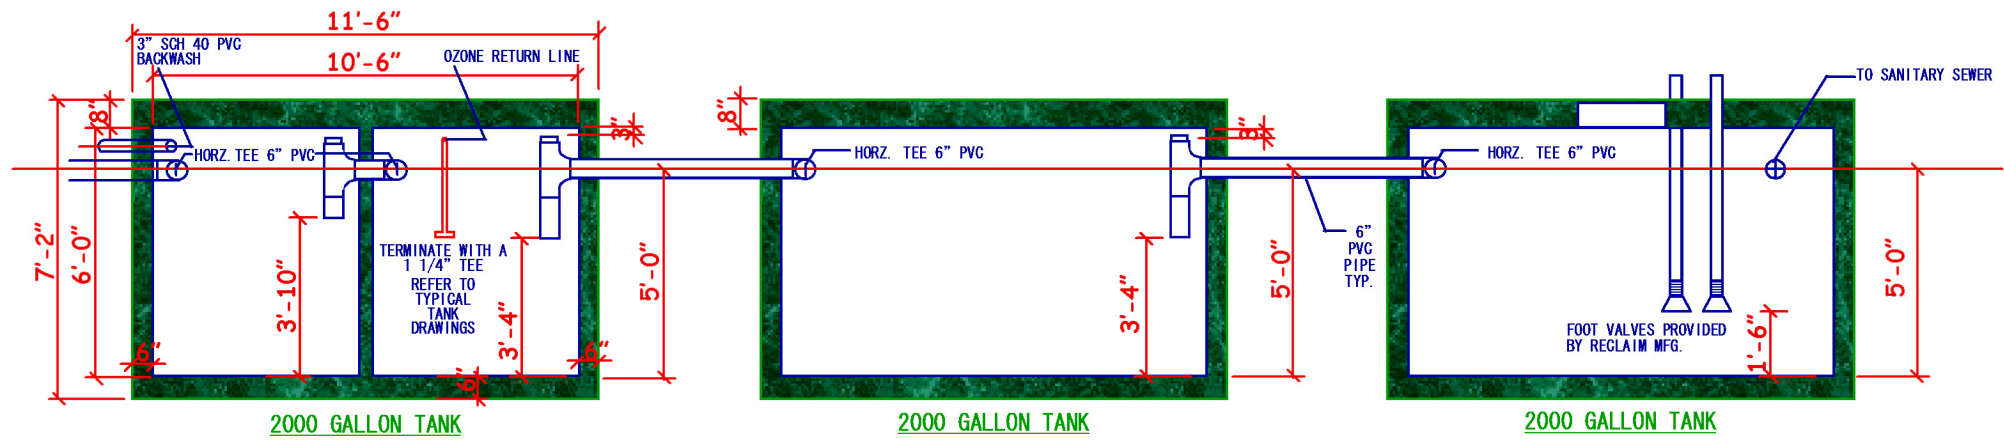 11'-6"
3" SCH 40 PVC
BACKWASH
10'-6"
OZONE RETURN LINE
8"
3"
HORZ. TEE 6" PVC
7'-2"
6'-0"
3'-10"
TERMINATE WITH A
1 1/4" TEE
REFER TO
TYPICAL
TANK
DRAWINGS
3'-4"
5'-0"
6"
6"
6"
2000 GALLON TANK
8"
3"
HORZ. TEE 6" PVC
3'-4"
5'-0"
6"
PVC
PIPE
TYP.
2000 GALLON TANK
TO SANITARY SEWER
HORZ. TEE 6" PVC
FOOT VALVES PROVIDED
BY RECLAIM MFG.
1'-6"
5'-0"
2000 GALLON TANK